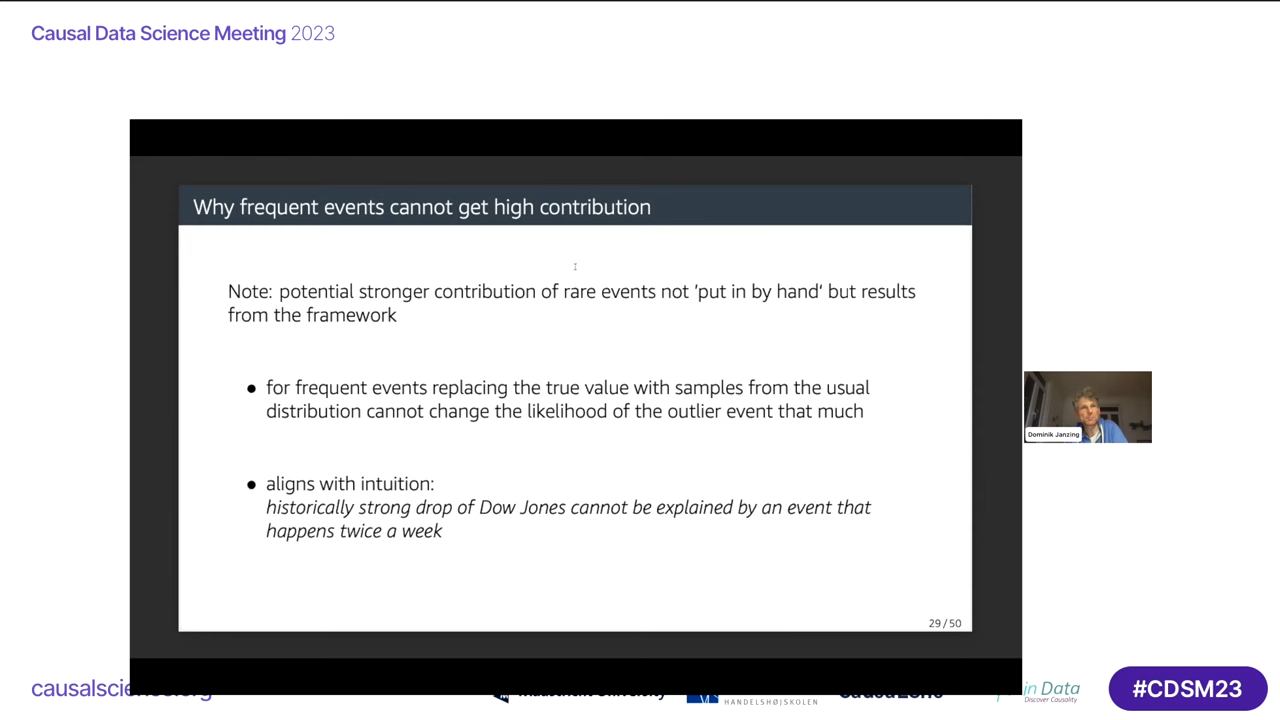 Causal Data Science Meeting 2023
Why frequent events cannot get high contribution
Note: potential stronger contribution of rare events not 'put in by hand' but results
from the framework
● for frequent events replacing the true value with samples from the usual
distribution cannot change the likelihood of the outlier event that much
● aligns with intuition:
historically strong drop of Dow Jones cannot be explained by an event that
happens twice a week
29 / 50
Dominik Janzing
HANDELSHØJSKOLEN
in Data
Discover Causality
#CDSM23